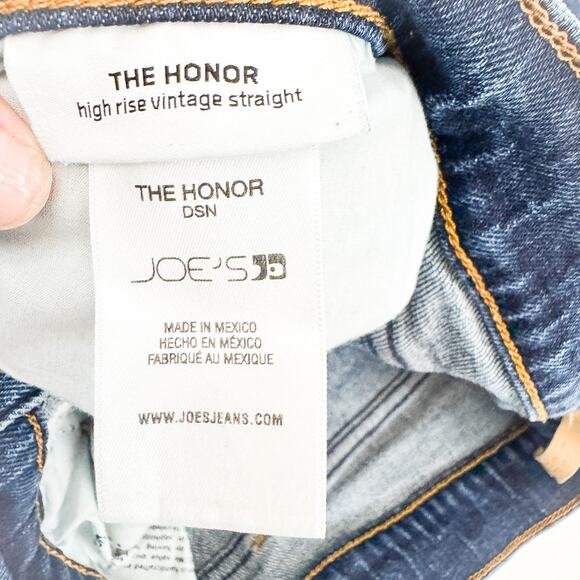 THE HONOR
high rise vintage straight
THE HONOR
DSN
JOE'S
MADE IN MEXICO
HECHO EN MÉXICO
FABRIQUÉ AU MEXIQUE
WWW.JOESJEANS.COM